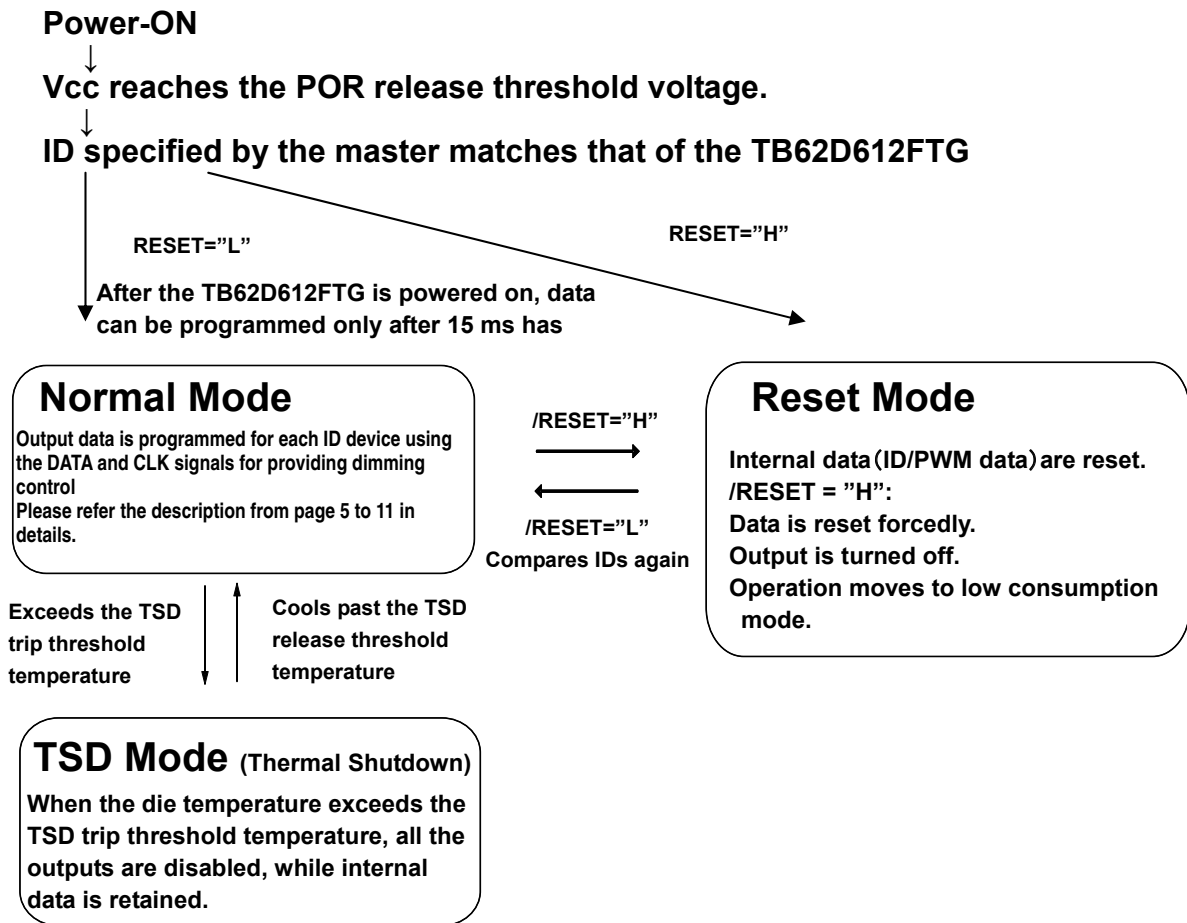 Power-ON
↓
Vcc reaches the POR release threshold voltage.
↓
ID specified by the master matches that of the TB62D612FTG
RESET="L"
RESET="H"
After the TB62D612FTG is powered on, data
can be programmed only after 15 ms has
Normal Mode
Output data is programmed for each ID device using
the DATA and CLK signals for providing dimming
control
Please refer the description from page 5 to 11 in
details.
/RESET="H"
/RESET="L"
Compares IDs again
Reset Mode
Internal data(ID/PWM data)are reset.
/RESET = "H":
Data is reset forcedly.
Output is turned off.
Operation moves to low consumption
mode.
Exceeds the TSD
trip threshold
temperature
Cools past the TSD
release threshold
temperature
TSD Mode (Thermal Shutdown)
When the die temperature exceeds the
TSD trip threshold temperature, all the
outputs are disabled, while internal
data is retained.